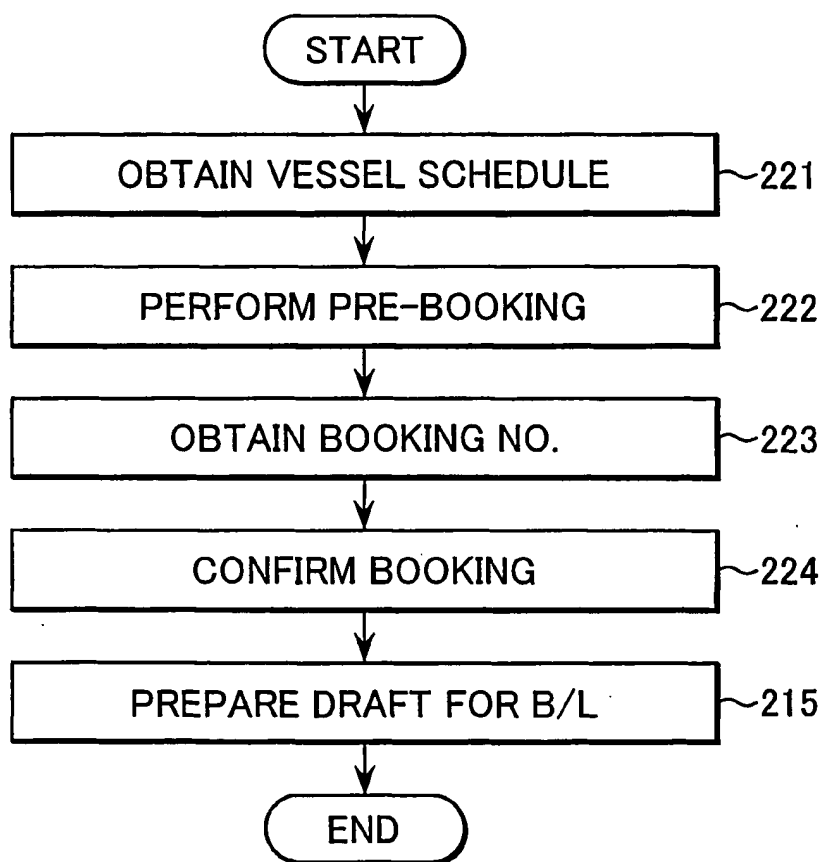 START
OBTAIN VESSEL SCHEDULE 221
PERFORM PRE-BOOKING 222
OBTAIN BOOKING NO. 223
CONFIRM BOOKING 224
PREPARE DRAFT FOR B/L 215
END